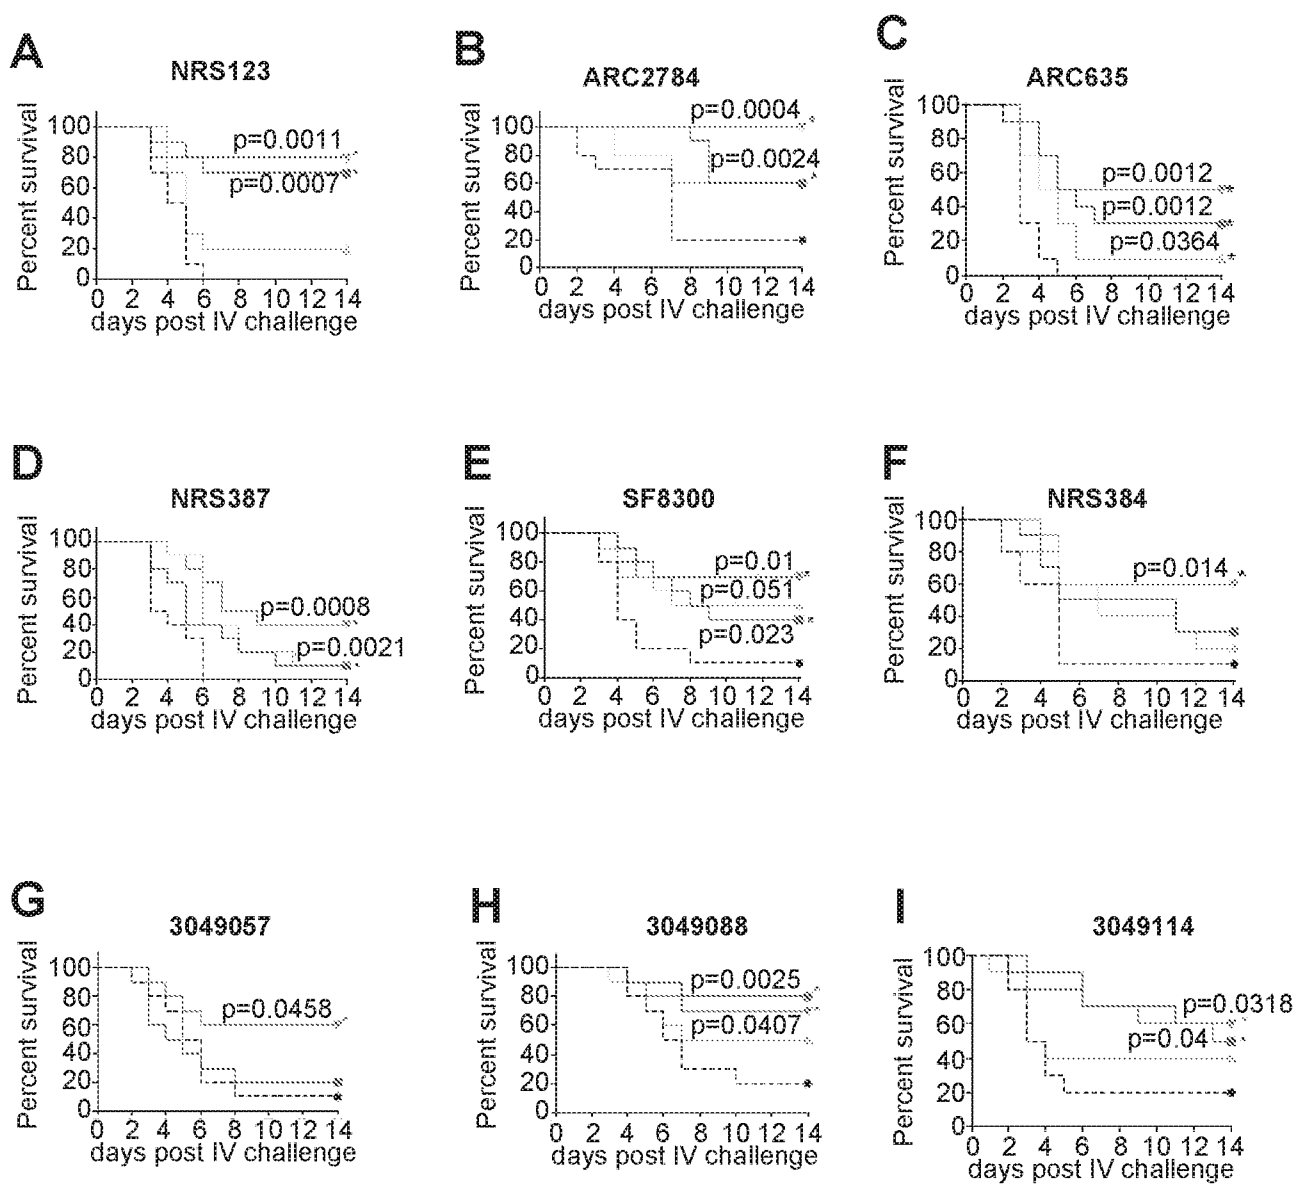 A
NRS123
Percent survival
100
80
60
40
20
0
p=0.0011
p=0.0007
0 2 4 6 8 10 12 14
days post IV challenge
B
ARC2784
Percent survival
100
80
60
40
20
0
p=0.0004
p=0.0024
0 2 4 6 8 10 12 14
days post IV challenge
C
ARC635
Percent survival
100
80
60
40
20
0
p=0.0012
p=0.0012
p=0.0364
0 2 4 6 8 10 12 14
days post IV challenge
D
NRS387
Percent survival
100
80
60
40
20
0
p=0.0008
p=0.0021
0 2 4 6 8 10 12 14
days post IV challenge
E
SF8300
Percent survival
100
80
60
40
20
0
p=0.01
p=0.051
p=0.023
0 2 4 6 8 10 12 14
days post IV challenge
F
NRS384
Percent survival
100
80
60
40
20
0
p=0.014
0 2 4 6 8 10 12 14
days post IV challenge
G
3049057
Percent survival
100
80
60
40
20
0
p=0.0458
0 2 4 6 8 10 12 14
days post IV challenge
H
3049088
Percent survival
100
80
60
40
20
0
p=0.0025
p=0.0407
0 2 4 6 8 10 12 14
days post IV challenge
I
3049114
Percent survival
100
80
60
40
20
0
p=0.0318
p=0.04
0 2 4 6 8 10 12 14
days post IV challenge